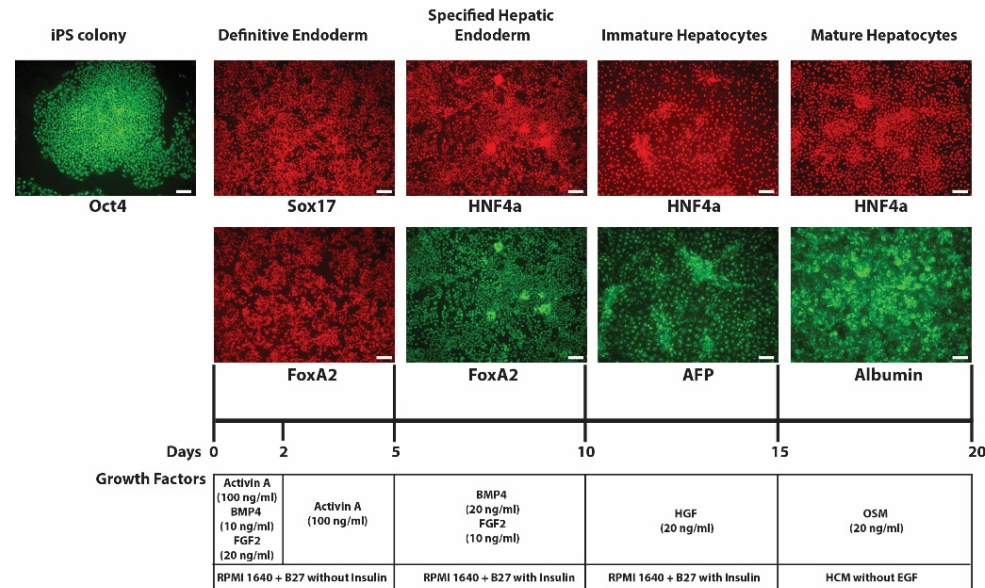 iPS colony
Definitive Endoderm
Specified Hepatic
Endoderm
Immature Hepatocytes
Mature Hepatocytes
Oct4
Sox17
HNF4a
HNF4a
HNF4a
FoxA2
FoxA2
AFP
Albumin
Days 0 2 5 10 15 20
Growth Factors
Activin A
(100 ng/ml)
BMP4
(10 ng/ml)
FGF2
(20 ng/ml)
Activin A
(100 ng/ml)
BMP4
(20 ng/ml)
FGF2
(10 ng/ml)
HGF
(20 ng/ml)
OSM
(20 ng/ml)
RPMI 1640 + B27 without Insulin
RPMI 1640 + B27 with Insulin
RPMI 1640 + B27 with Insulin
HCM without EGF